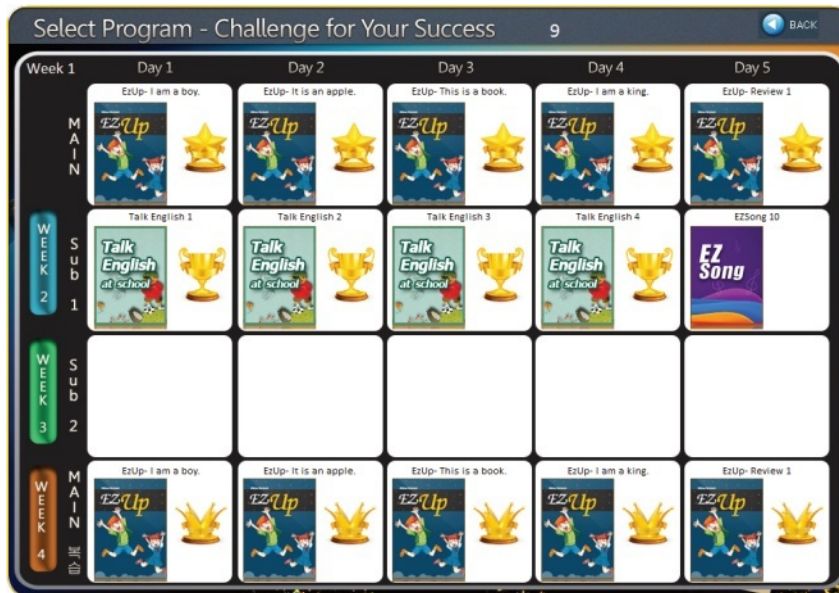 Select Program - Challenge for Your Success 9 BACK
Week 1 Day 1 Day 2 Day 3 Day 4 Day 5
MAIN
EzUp- I am a boy. EzUp- It is an apple. EzUp- This is a book. EzUp- I am a king. EzUp- Review 1
EZ Up EZ Up EZ Up EZ Up EZ Up
WEEK 2
Sub 1
Talk English 1 Talk English 2 Talk English 3 Talk English 4 EZSong 10
Talk Talk Talk Talk EZ
English English English English Song
at school at school at school at school
WEEK 3
Sub 2
WEEK 4
MAIN 복습
EzUp- I am a boy. EzUp- It is an apple. EzUp- This is a book. EzUp- I am a king. EzUp- Review 1
EZ Up EZ Up EZ Up EZ Up EZ Up